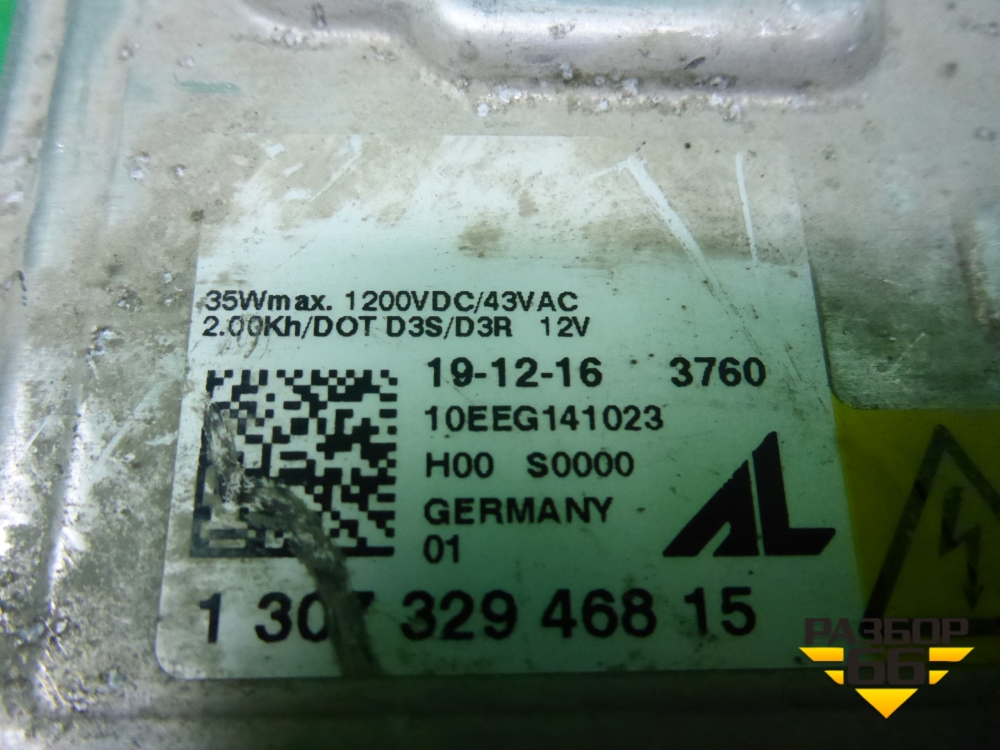 35Wmax. 1200VDC/43VAC
2.00Kh/DOT D3S/D3R 12V
19-12-16 3760
10EEG141023
H00 S0000
GERMANY
01
AL
1 307 329 468 15
РАЗБОР
66